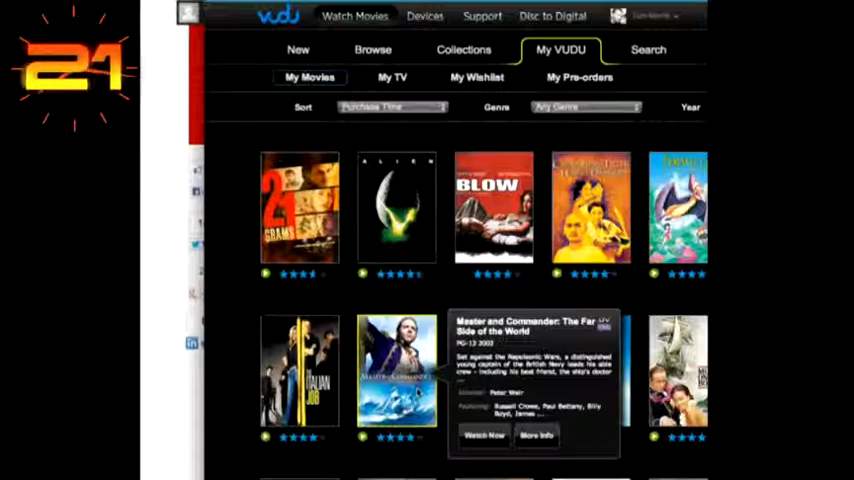 21
vudu Watch Movies Devices Support Disc to Digital
New Browse Collections My VUDU Search
My Movies My TV My Wishlist My Pre-orders
Sort Purchase Time Genre Any Genre Year
21
GRAMS
ALIEN
BLOW
THE ITALIAN
JOB
MASTER AND COMMANDER
Master and Commander: The Far
Side of the World
UV
PG-13 2003
Set against the Napoleonic Wars, a distinguished
young captain of the British Navy leads his able
crew - including his best friend, the ship's doctor
...
Director: Peter Weir
Featuring: Russell Crowe, Paul Bettany, Billy
Boyd, James ...
Watch Now More Info